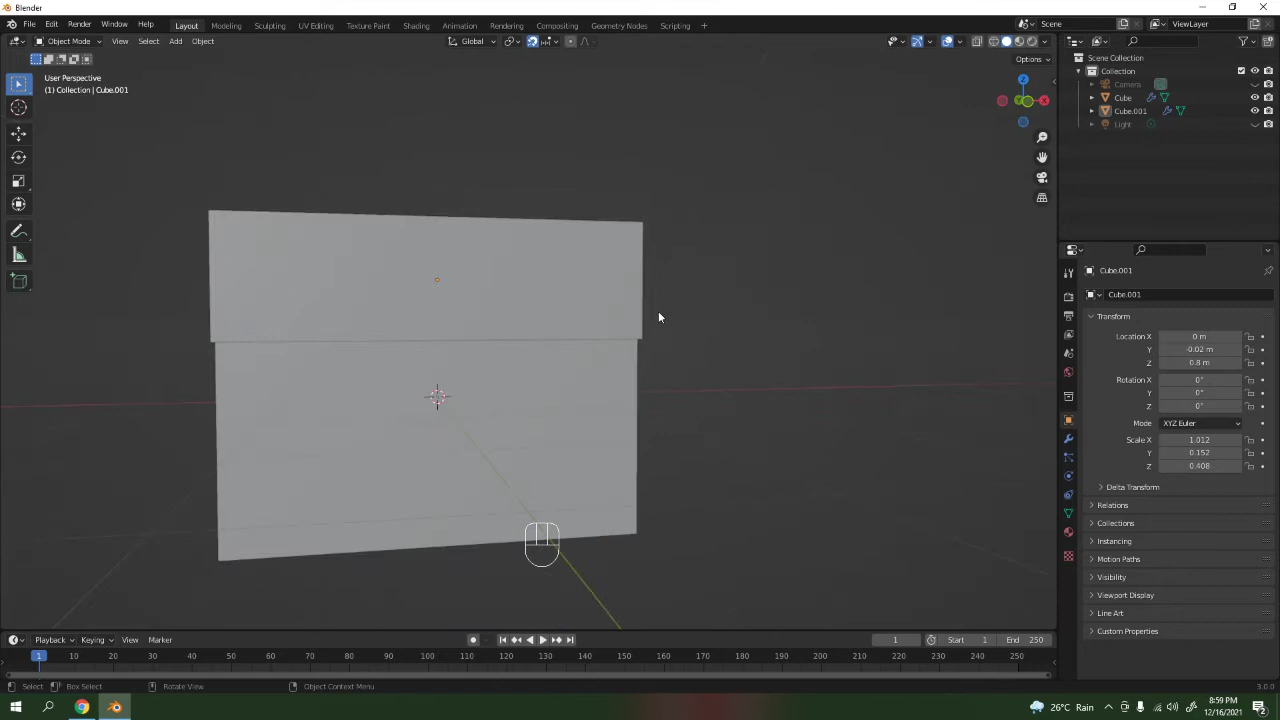 Blender
File Edit Render Window Help Layout Modeling Sculpting UV Editing Texture Paint Shading Animation Rendering Compositing Geometry Nodes Scripting + Scene ViewLayer
Object Mode View Select Add Object Global
Options
User Perspective
(1) Collection | Cube.001
Scene Collection
Collection
Camera
Cube
Cube.001
Light
Z
X
Y
Cube.001
Cube.001
Transform
Location X 0 m
Y -0.02 m
Z 0.8 m
Rotation X 0°
Y 0°
Z 0°
Mode XYZ Euler
Scale X 1.012
Y 0.152
Z 0.408
Delta Transform
Relations
Collections
Instancing
Motion Paths
Visibility
Viewport Display
Line Art
Custom Properties
Playback Keying View Marker 1 Start 1 End 250
1 10 20 30 40 50 60 70 80 90 100 110 120 130 140 150 160 170 180 190 200 210 220 230 240 250
Select Box Select Rotate View Object Context Menu 3.0.0
26°C Rain 8:59 PM
12/16/2021 2